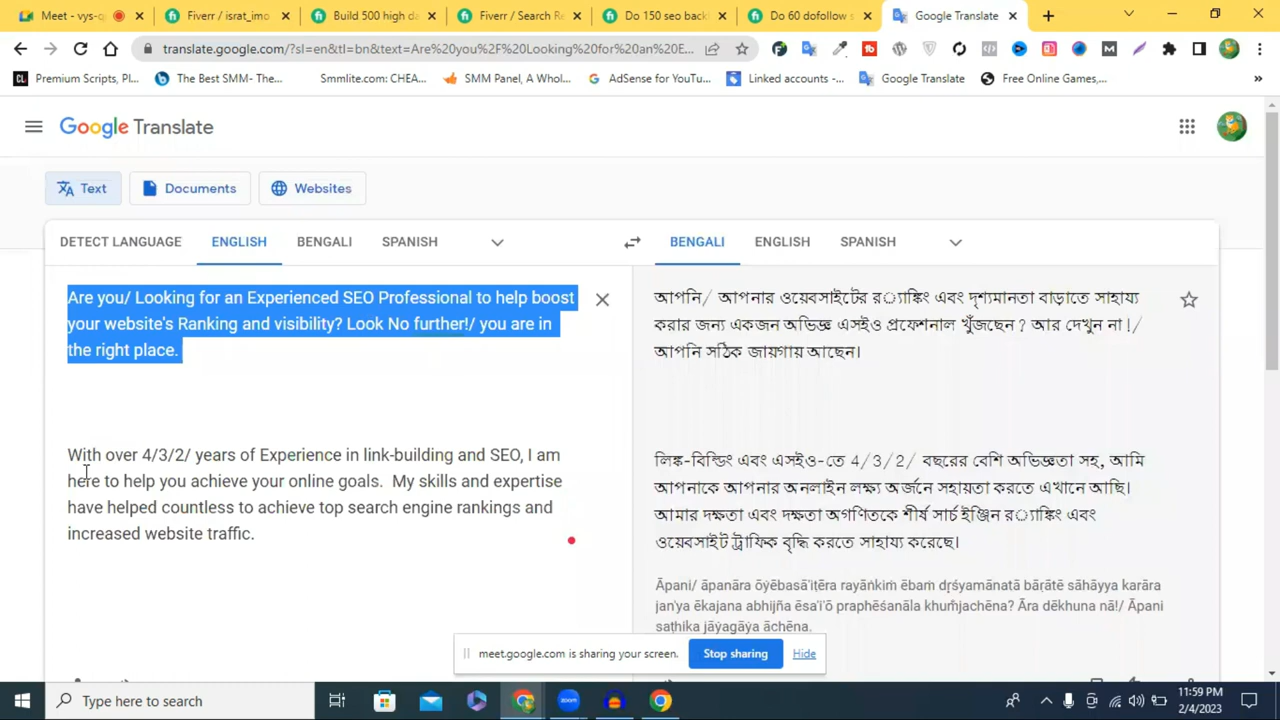 Meet - vys-o
Fiverr / israt_imo
Build 500 high da
Fiverr / Search Re
Do 150 seo back
Do 60 dofollow s
Google Translate
translate.google.com/?sl=en&tl=bn&text=Are%20you%2F%20Looking%20for%20an%20E...
Premium Scripts, Pl...
The Best SMM- The...
Smmlite.com: CHEA...
SMM Panel, A Whol...
AdSense for YouTu...
Linked accounts -...
Google Translate
Free Online Games,...
Google Translate
Text
Documents
Websites
DETECT LANGUAGE
ENGLISH
BENGALI
SPANISH
BENGALI
ENGLISH
SPANISH
Are you/ Looking for an Experienced SEO Professional to help boost
your website's Ranking and visibility? Look No further!/ you are in
the right place.
With over 4/3/2/ years of Experience in link-building and SEO, I am
here to help you achieve your online goals.  My skills and expertise
have helped countless to achieve top search engine rankings and
increased website traffic.
আপনি/ আপনার ওয়েবসাইটের র‌্যাঙ্কিং এবং দৃশ্যমানতা বাড়াতে সাহায্য
করার জন্য একজন অভিজ্ঞ এসইও প্রফেশনাল খুঁজছেন? আর দেখুন না!/
আপনি সঠিক জায়গায় আছেন।
লিঙ্ক-বিল্ডিং এবং এসইও-তে 4/3/2/ বছরের বেশি অভিজ্ঞতা সহ, আমি
আপনাকে আপনার অনলাইন লক্ষ্য অর্জনে সহায়তা করতে এখানে আছি।
আমার দক্ষতা এবং দক্ষতা অগণিতকে শীর্ষ সার্চ ইঞ্জিন র‌্যাঙ্কিং এবং
ওয়েবসাইট ট্রাফিক বৃদ্ধি করতে সাহায্য করেছে।
Āpani/ āpanāra ōẏēbasā'iṭēra rayāṅkiṁ ēbaṁ dr̥śyamānatā bāṛātē sāhāyya karāra
jan'ya ēkajana abhijña ēsa'i'ō praphēśanāla khum̐jachēna? Āra dēkhuna nā!/ Āpani
saṭhika jāẏagāẏa āchēna.
meet.google.com is sharing your screen.
Stop sharing
Hide
Type here to search
11:59 PM
2/4/2023